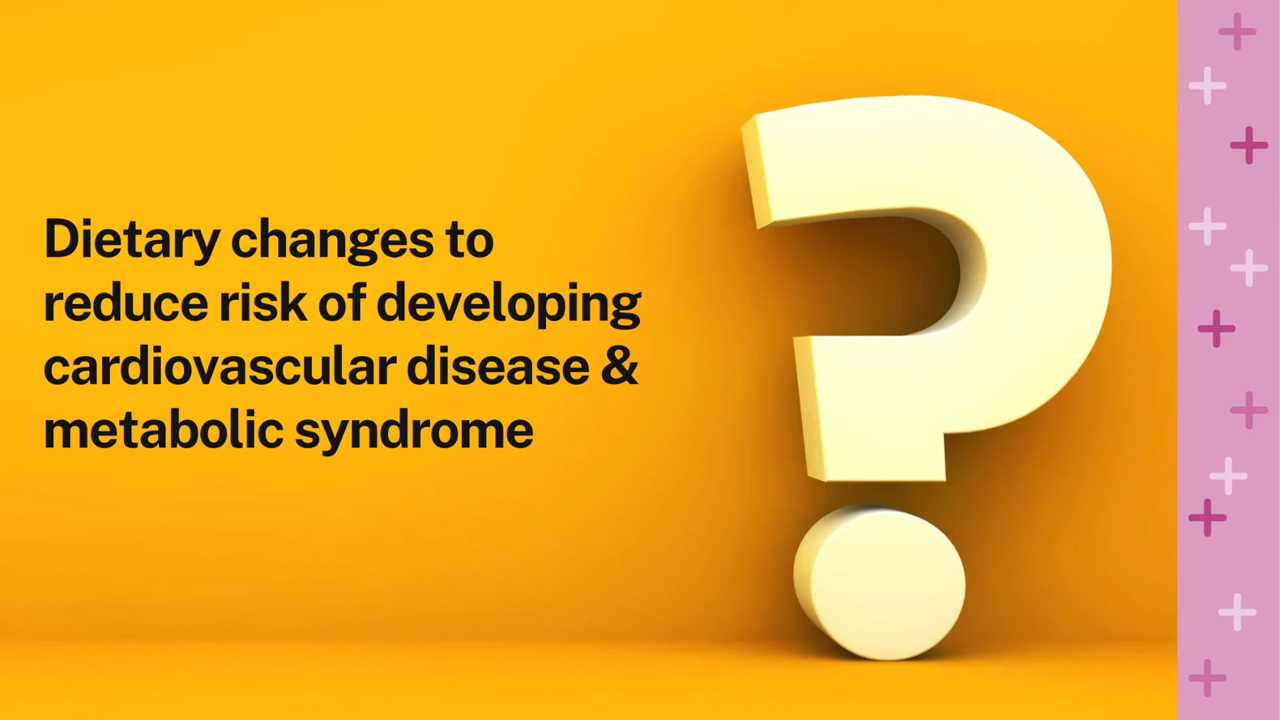 Dietary changes to
reduce risk of developing
cardiovascular disease &
metabolic syndrome
?